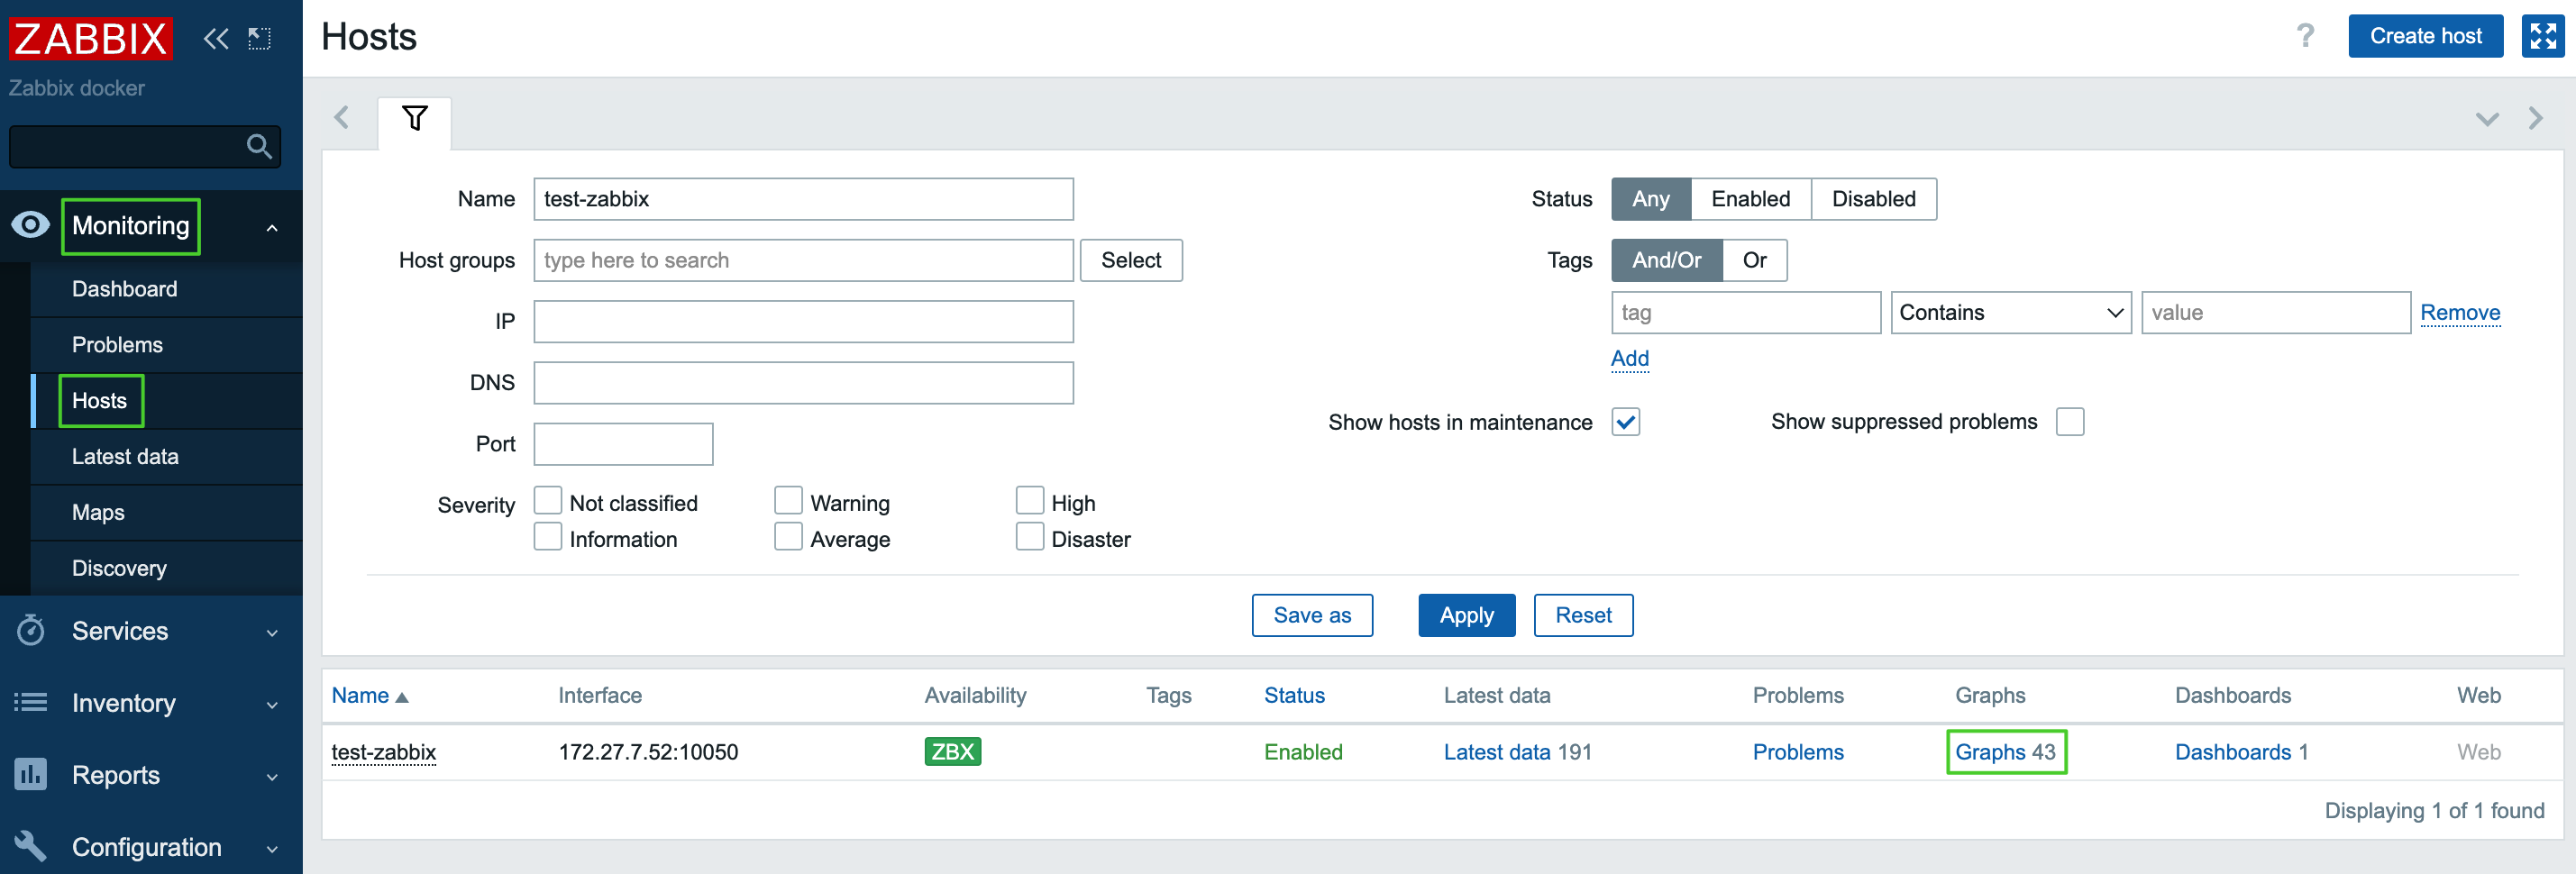 ZABBIX
Zabbix docker
Monitoring
Dashboard
Problems
Hosts
Latest data
Maps
Discovery
Services
Inventory
Reports
Configuration
Hosts
? Create host
Name test-zabbix
Host groups type here to search Select
IP
DNS
Port
Severity Not classified Warning High
Information Average Disaster
Status Any Enabled Disabled
Tags And/Or Or
tag Contains value Remove
Add
Show hosts in maintenance Show suppressed problems
Save as Apply Reset
Name Interface Availability Tags Status Latest data Problems Graphs Dashboards Web
test-zabbix 172.27.7.52:10050 ZBX Enabled Latest data 191 Problems Graphs 43 Dashboards 1 Web
Displaying 1 of 1 found